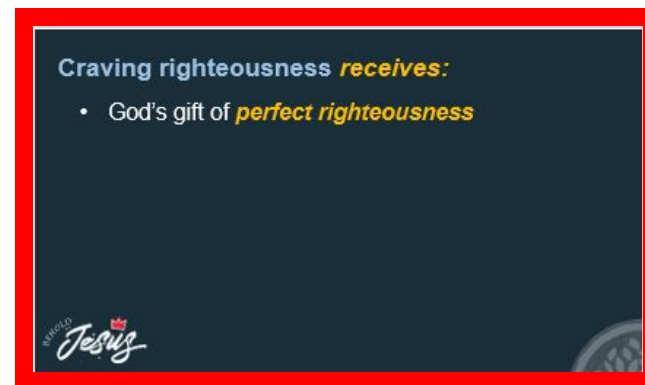 Craving righteousness receives:
• God's gift of perfect righteousness
BEHOLD
Jesus